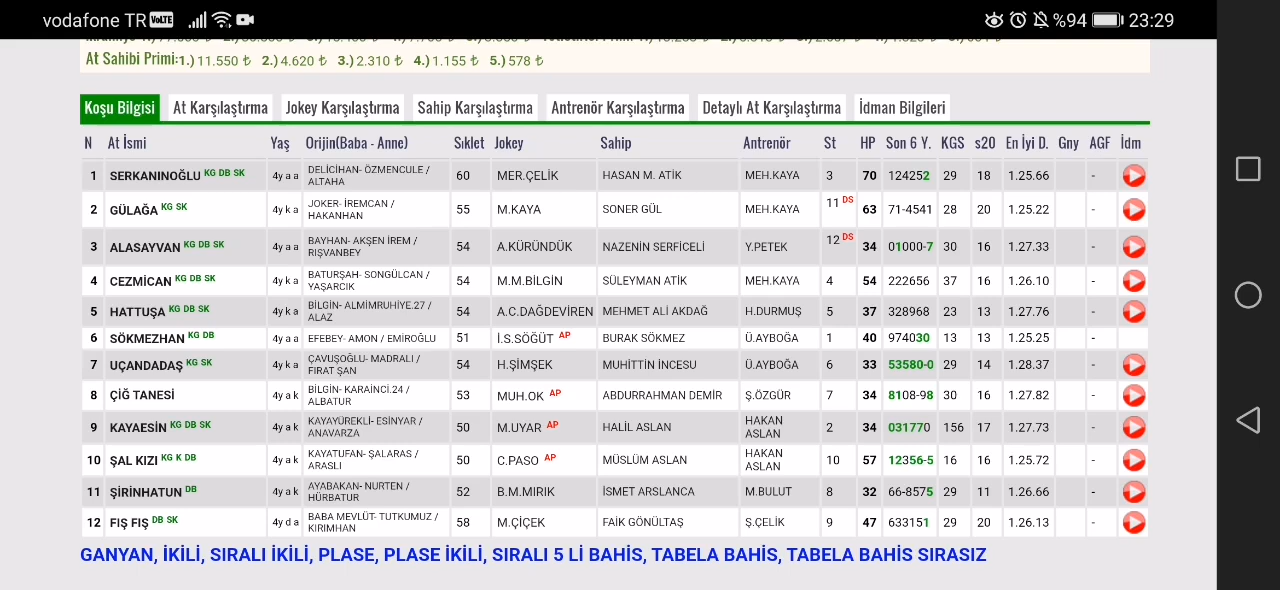 vodafone TR VoLTE %94 23:29
At Sahibi Primi:1.) 11.550 ₺ 2.) 4.620 ₺ 3.) 2.310 ₺ 4.) 1.155 ₺ 5.) 578 ₺
Koşu Bilgisi At Karşılaştırma Jokey Karşılaştırma Sahip Karşılaştırma Antrenör Karşılaştırma Detaylı At Karşılaştırma İdman Bilgileri
N At İsmi Yaş Orijin(Baba - Anne) Sıklet Jokey Sahip Antrenör St HP Son 6 Y. KGS s20 En İyi D. Gny AGF İdm
1 SERKANINOĞLU KG DB SK 4y a a DELİCİHAN- ÖZMENCULE / ALTAHA 60 MER.ÇELİK HASAN M. ATİK MEH.KAYA 3 70 124252 29 18 1.25.66 -
2 GÜLAĞA KG SK 4y k a JOKER- İREMCAN / HAKANHAN 55 M.KAYA SONER GÜL MEH.KAYA 11 DS 63 71-4541 28 20 1.25.22 -
3 ALASAYVAN KG DB SK 4y a a BAYHAN- AKŞEN İREM / RIŞVANBEY 54 A.KÜRÜNDÜK NAZENİN SERFİCELİ Y.PETEK 12 DS 34 01000-7 30 16 1.27.33 -
4 CEZMİCAN KG DB SK 4y k a BATURŞAH- SONGÜLCAN / YAŞARCIK 54 M.M.BİLGİN SÜLEYMAN ATİK MEH.KAYA 4 54 222656 37 16 1.26.10 -
5 HATTUŞA KG DB SK 4y k a BİLGİN- ALMİMRUHİYE.27 / ALAZ 54 A.C.DAĞDEVİREN MEHMET ALİ AKDAĞ H.DURMUŞ 5 37 328968 23 13 1.27.76 -
6 SÖKMEZHAN KG DB 4y a a EFEBEY- AMON / EMİROĞLU 51 İ.S.SÖĞÜT AP BURAK SÖKMEZ Ü.AYBOĞA 1 40 974030 13 13 1.25.25 -
7 UÇANDADAŞ KG SK 4y k a ÇAVUŞOĞLU- MADRALI / FIRAT ŞAN 54 H.ŞİMŞEK MUHİTTİN İNCESU Ü.AYBOĞA 6 33 53580-0 29 14 1.28.37 -
8 ÇİĞ TANESİ 4y a k BİLGİN- KARAİNCİ.24 / ALBATUR 53 MUH.OK AP ABDURRAHMAN DEMİR Ş.ÖZGÜR 7 34 8108-98 30 16 1.27.82 -
9 KAYAESİN KG DB SK 4y a k KAYAYÜREKLİ- ESİNYAR / ANAVARZA 50 M.UYAR AP HALİL ASLAN HAKAN ASLAN 2 34 031770 156 17 1.27.73 -
10 ŞAL KIZI KG K DB 4y a k KAYATUFAN- ŞALARAS / ARASLI 50 C.PASO AP MÜSLÜM ASLAN HAKAN ASLAN 10 57 12356-5 16 16 1.25.72 -
11 ŞİRİNHATUN DB 4y a k AYABAKAN- NURTEN / HÜRBATUR 52 B.M.MIRIK İSMET ARSLANCA M.BULUT 8 32 66-8575 29 11 1.26.66 -
12 FIŞ FIŞ DB SK 4y d a BABA MEVLÜT- TUTKUMUZ / KIRIMHAN 58 M.ÇİÇEK FAİK GÖNÜLTAŞ Ş.ÇELİK 9 47 633151 29 20 1.26.13 -
GANYAN, İKİLİ, SIRALI İKİLİ, PLASE, PLASE İKİLİ, SIRALI 5 Lİ BAHİS, TABELA BAHİS, TABELA BAHİS SIRASIZ